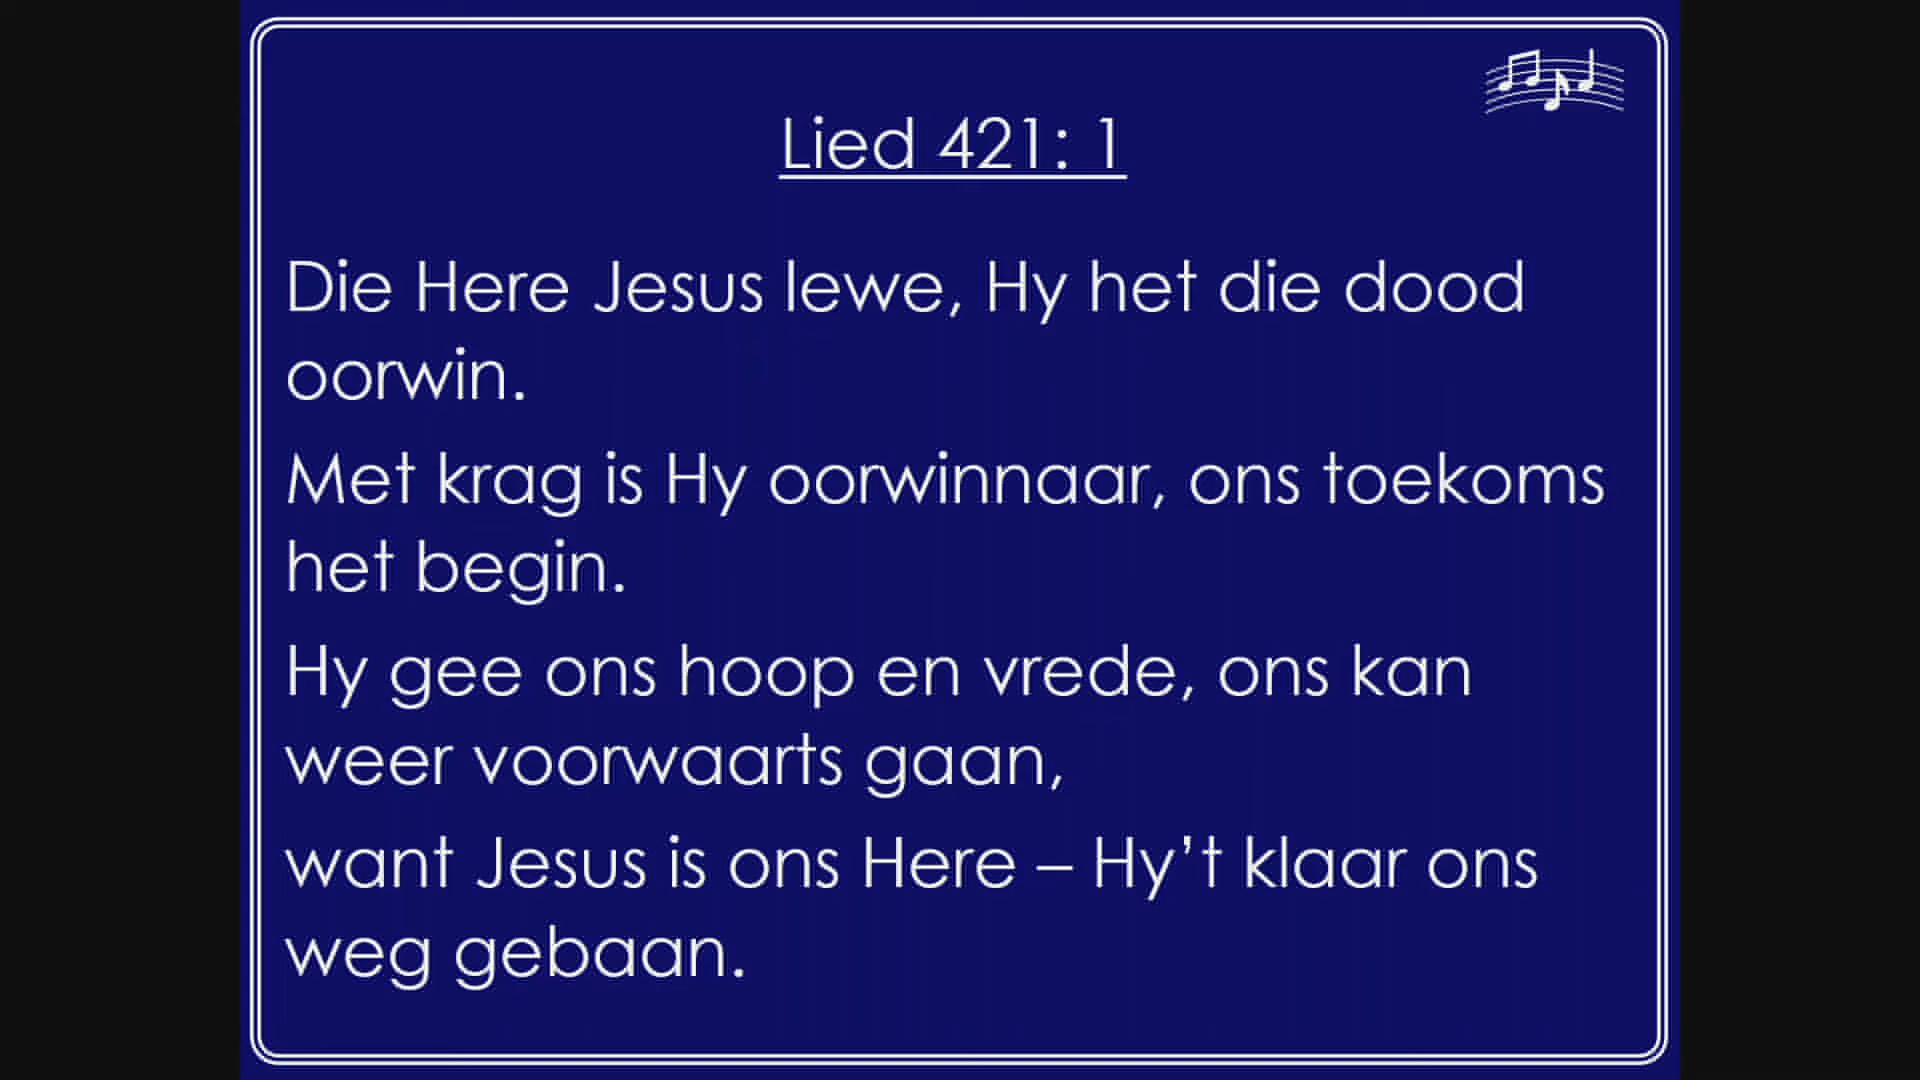 Lied 421: 1
Die Here Jesus lewe, Hy het die dood
oorwin.
Met krag is Hy oorwinnaar, ons toekoms
het begin.
Hy gee ons hoop en vrede, ons kan
weer voorwaarts gaan,
want Jesus is ons Here – Hy’t klaar ons
weg gebaan.